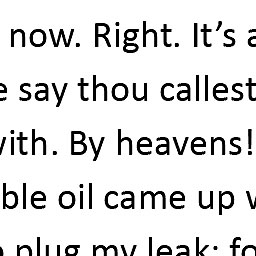 now. Right. It’s a
e say thou callest
with. By heavens!
ble oil came up w
o plug my leak; fo